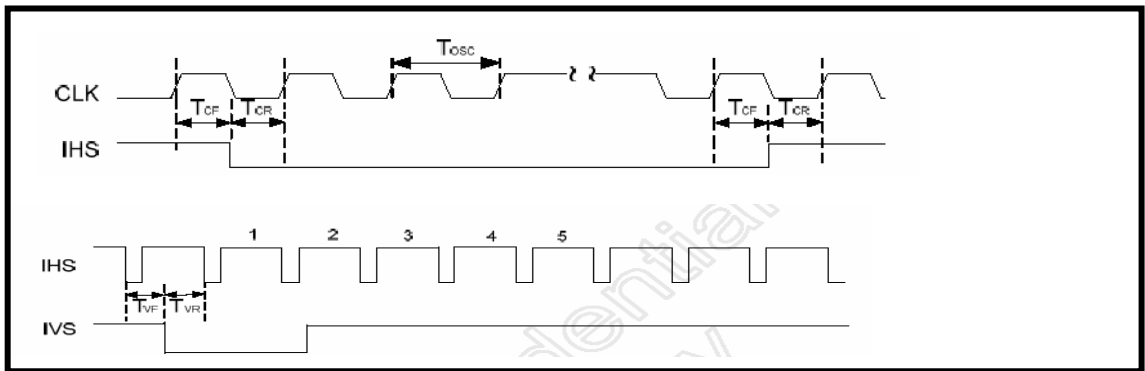 Tosc
CLK
TCF TCR TCF TCR
IHS
1 2 3 4 5
IHS
TVF TVR
IVS